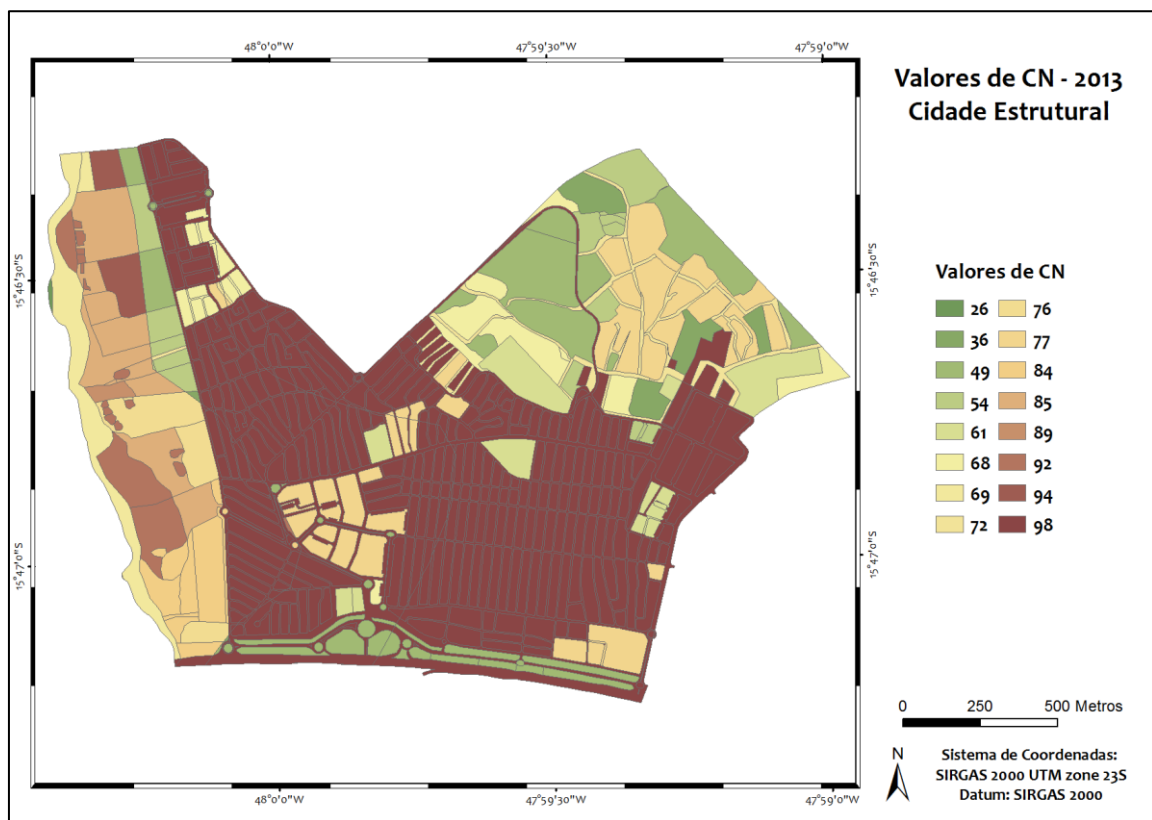 48°0'0"W
47°59'30"W
47°59'0"W
Valores de CN - 2013
Cidade Estrutural
15°46'30"S
15°46'30"S
Valores de CN
26 76
36 77
49 84
54 85
61 89
68 92
69 94
72 98
15°47'0"S
15°47'0"S
0 250 500 Metros
N
Sistema de Coordenadas:
SIRGAS 2000 UTM zone 23S
Datum: SIRGAS 2000
48°0'0"W
47°59'30"W
47°59'0"W